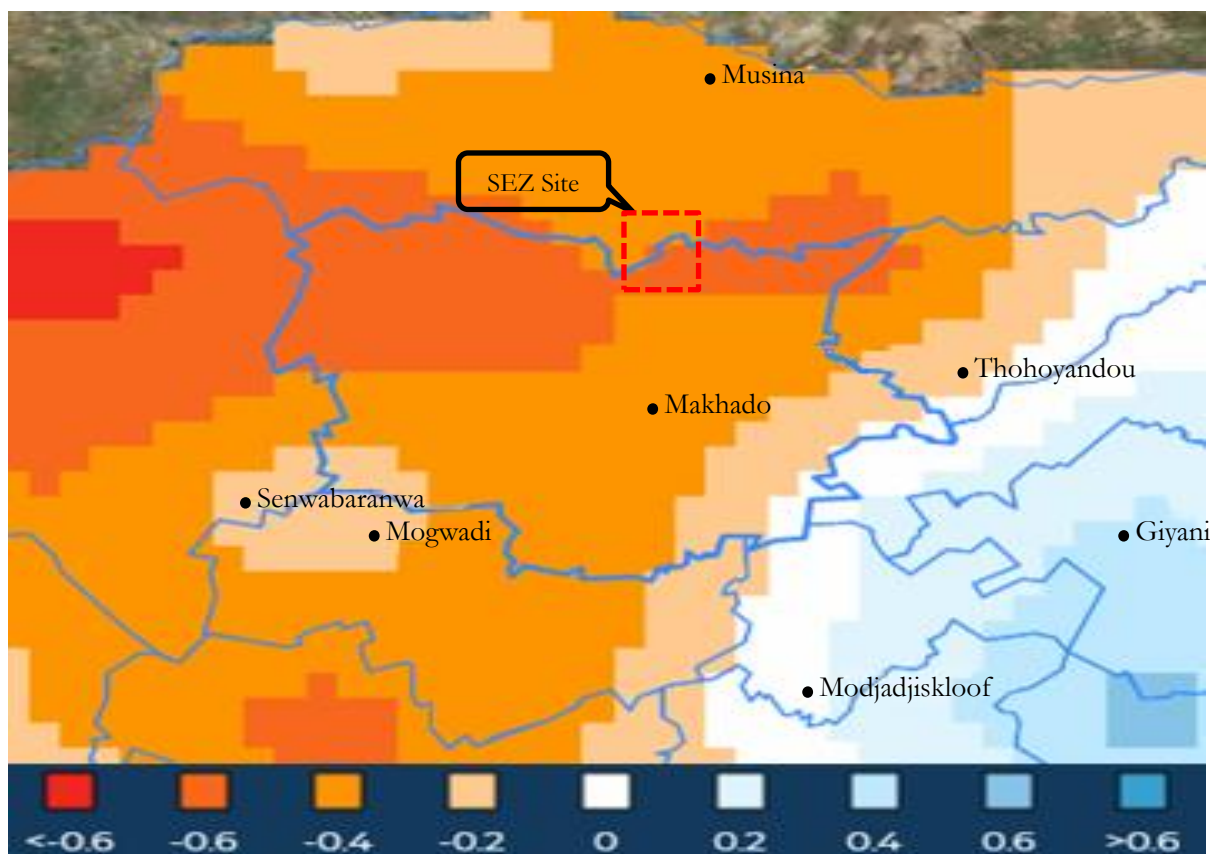 Musina
SEZ Site
Thohoyandou
Makhado
Senwabaranwa
Mogwadi
Giyani
Modjadjiskloof
<-0.6 -0.6 -0.4 -0.2 0 0.2 0.4 0.6 >0.6